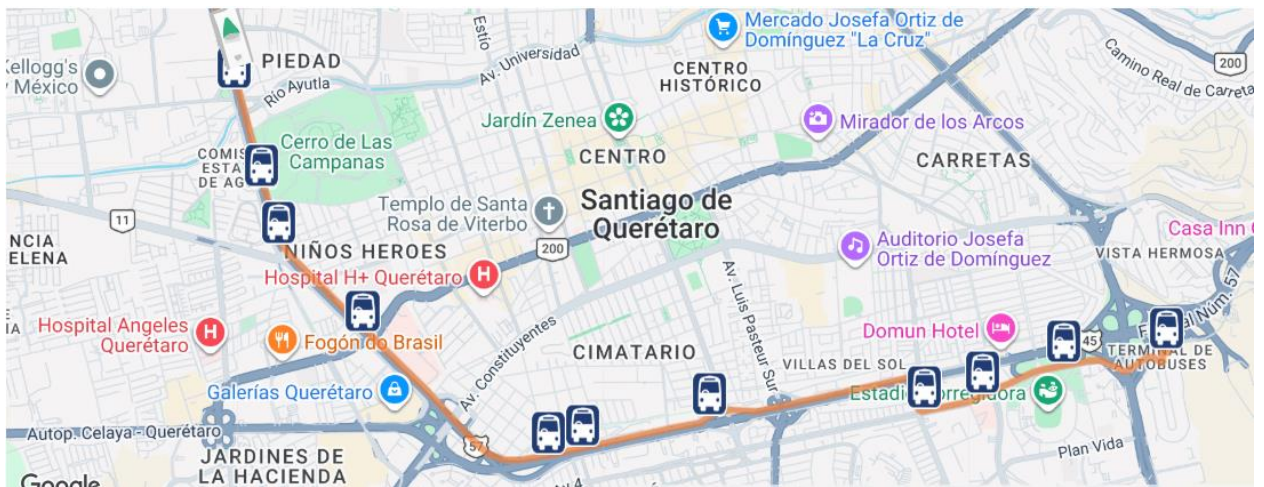 Mercado Josefa Ortiz de
Domínguez "La Cruz"
Estío
PIEDAD
Av. Universidad
CENTRO
HISTÓRICO
200
Camino Real de Carreta
Kellogg's
México
Río Ayutla
Jardín Zenea
Mirador de los Arcos
Cerro de Las
Campanas
COMIS
ESTA
DE AG
CENTRO
CARRETAS
Templo de Santa
Rosa de Viterbo
Santiago de
Querétaro
11
NCIA
ELENA
NIÑOS HEROES
200
Casa Inn
Auditorio Josefa
Ortiz de Domínguez
VISTA HERMOSA
Hospital H+ Querétaro
Av. Luis Pasteur Sur
Hospital Angeles
Querétaro
Fogón do Brasil
Av. Constituyentes
CIMATARIO
Domun Hotel
45
Núm. 57
VILLAS DEL SOL
TERMINAL DE
AUTOBUSES
Galerías Querétaro
Autop. Celaya - Querétaro
57
Plan Vida
JARDINES DE
LA HACIENDA
Google